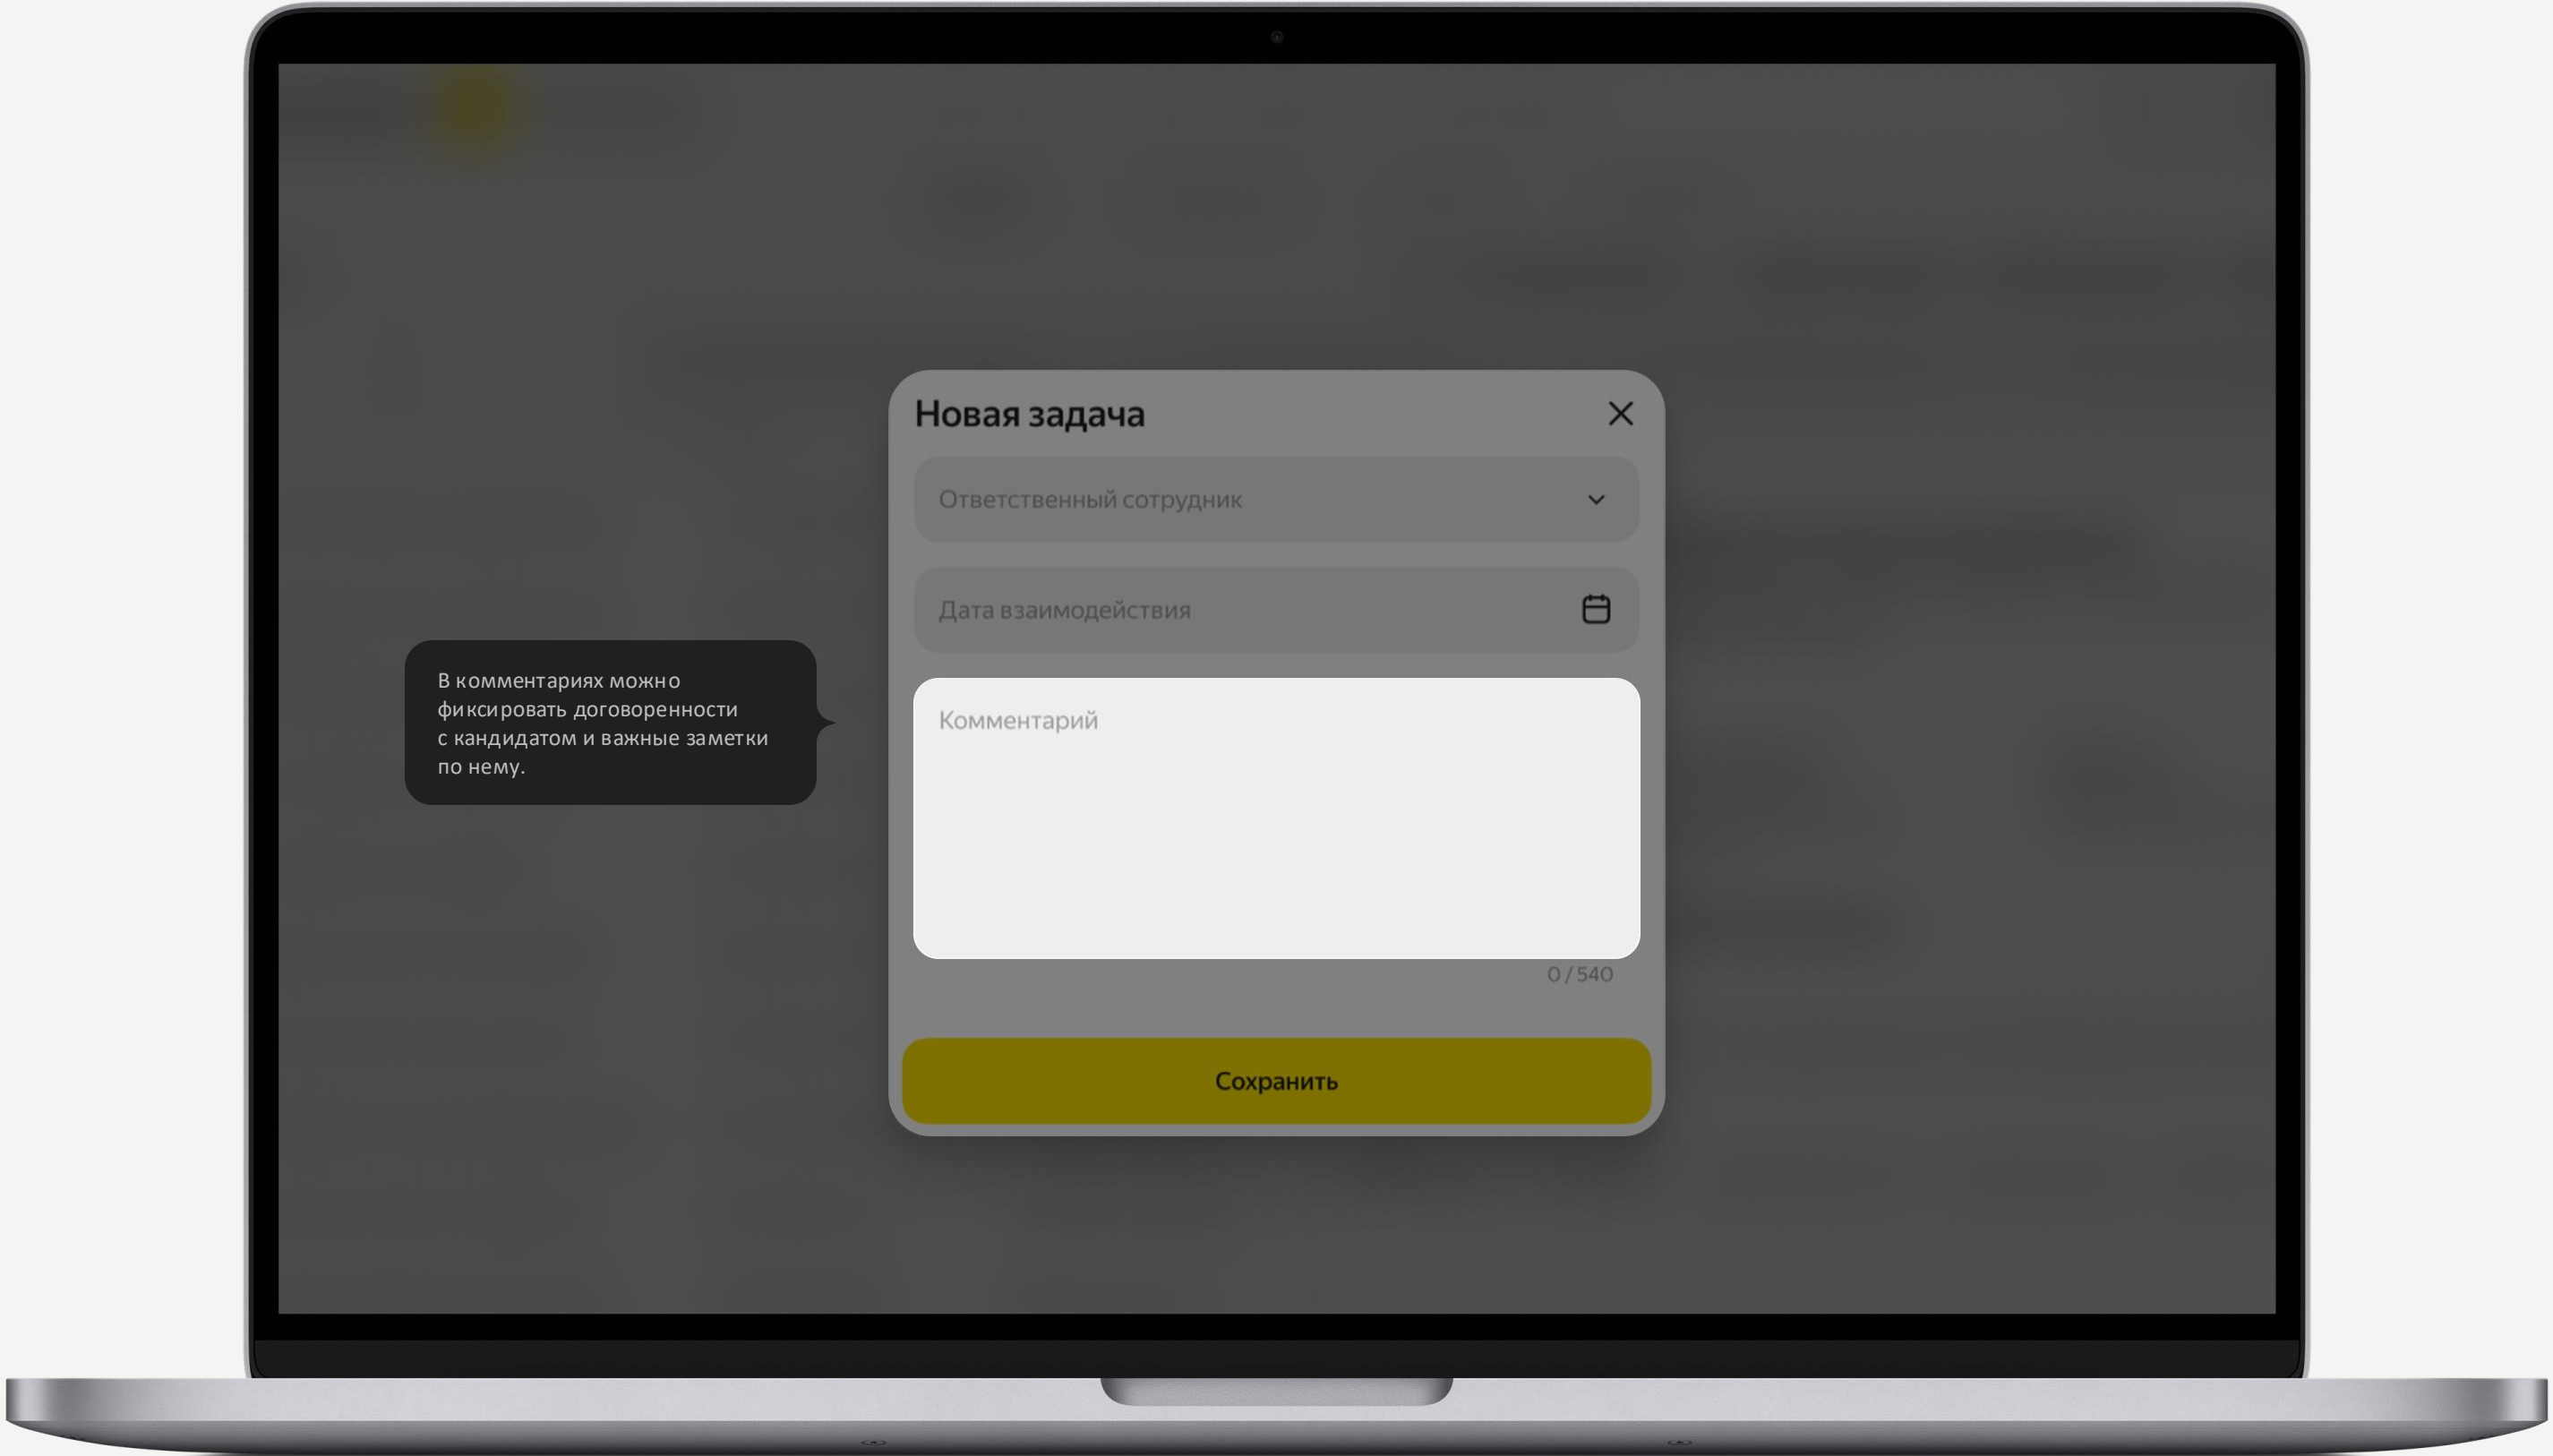 Новая задача
Ответственный сотрудник
Дата взаимодействия
В комментариях можно
фиксировать договоренности
с кандидатом и важные заметки
по нему.
Комментарий
0 / 540
Сохранить